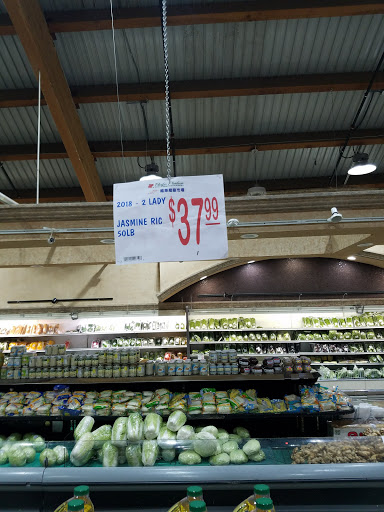 2018 - 2 LADY
JASMINE RIC
50LB
$37.99